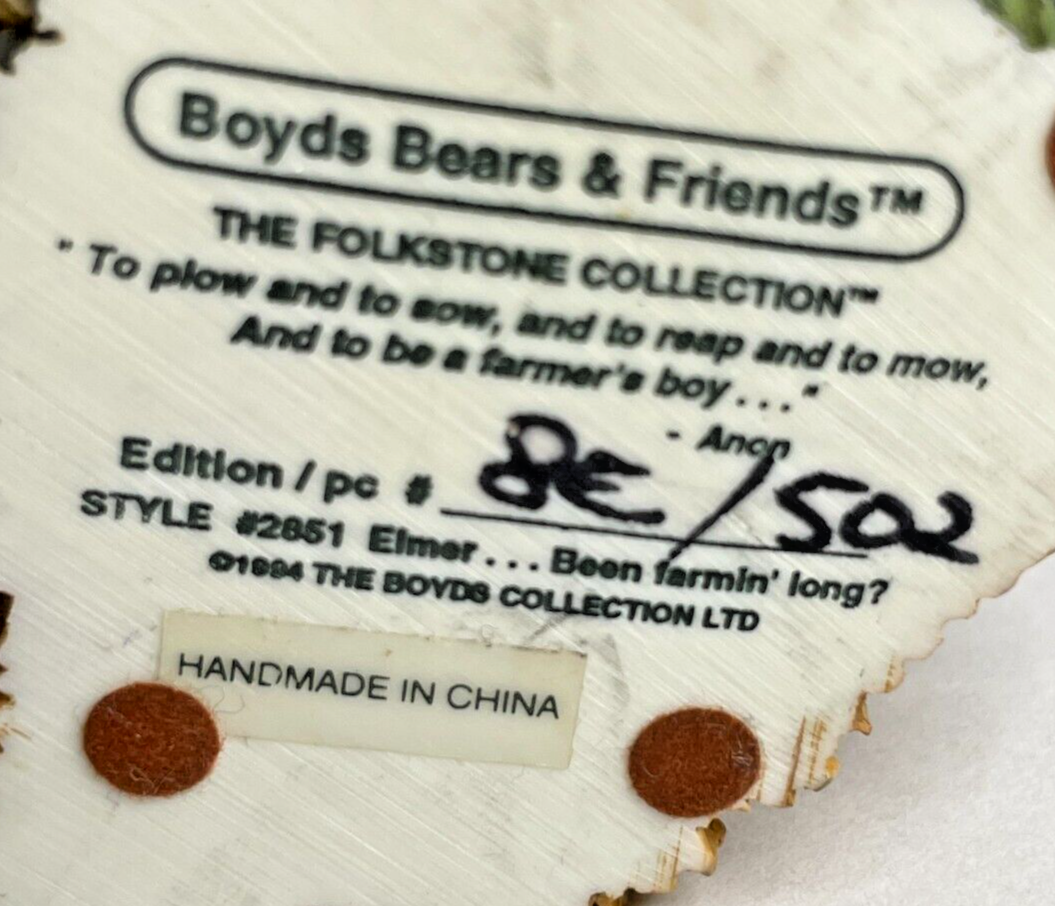 Boyds Bears & Friends™
THE FOLKSTONE COLLECTION™
" To plow and to sow, and to reap and to mow,
And to be a farmer's boy . . . "
- Anon
Edition / pc # 8E / 502
STYLE #2851 Elmer . . . Been farmin' long?
©1994 THE BOYDS COLLECTION LTD
HANDMADE IN CHINA